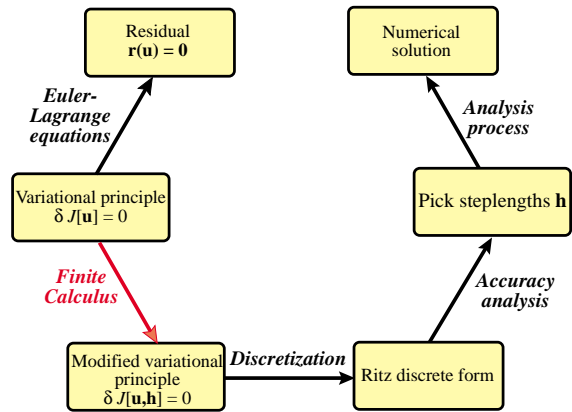 Residual
r(u) = 0
Numerical
solution
Euler-
Lagrange
equations
Analysis
process
Variational principle
δ J[u] = 0
Pick steplengths h
Finite
Calculus
Accuracy
analysis
Modified variational
principle
δ J[u,h] = 0
Discretization
Ritz discrete form